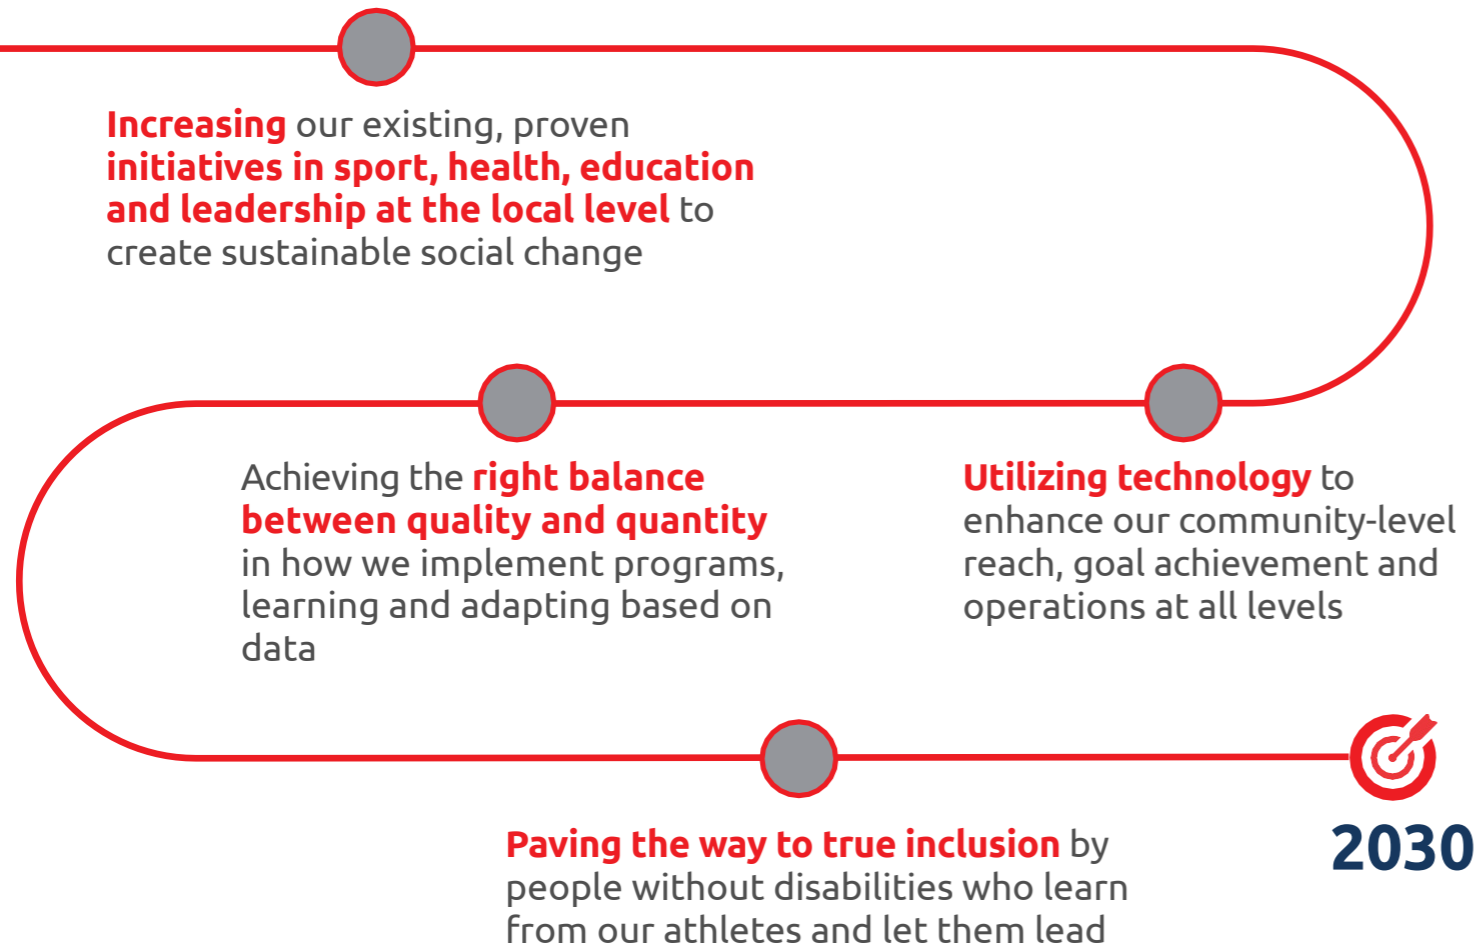 Increasing our existing, proven
initiatives in sport, health, education
and leadership at the local level to
create sustainable social change
Achieving the right balance
between quality and quantity
in how we implement programs,
learning and adapting based on
data
Utilizing technology to
enhance our community-level
reach, goal achievement and
operations at all levels
Paving the way to true inclusion by
people without disabilities who learn
from our athletes and let them lead
2030